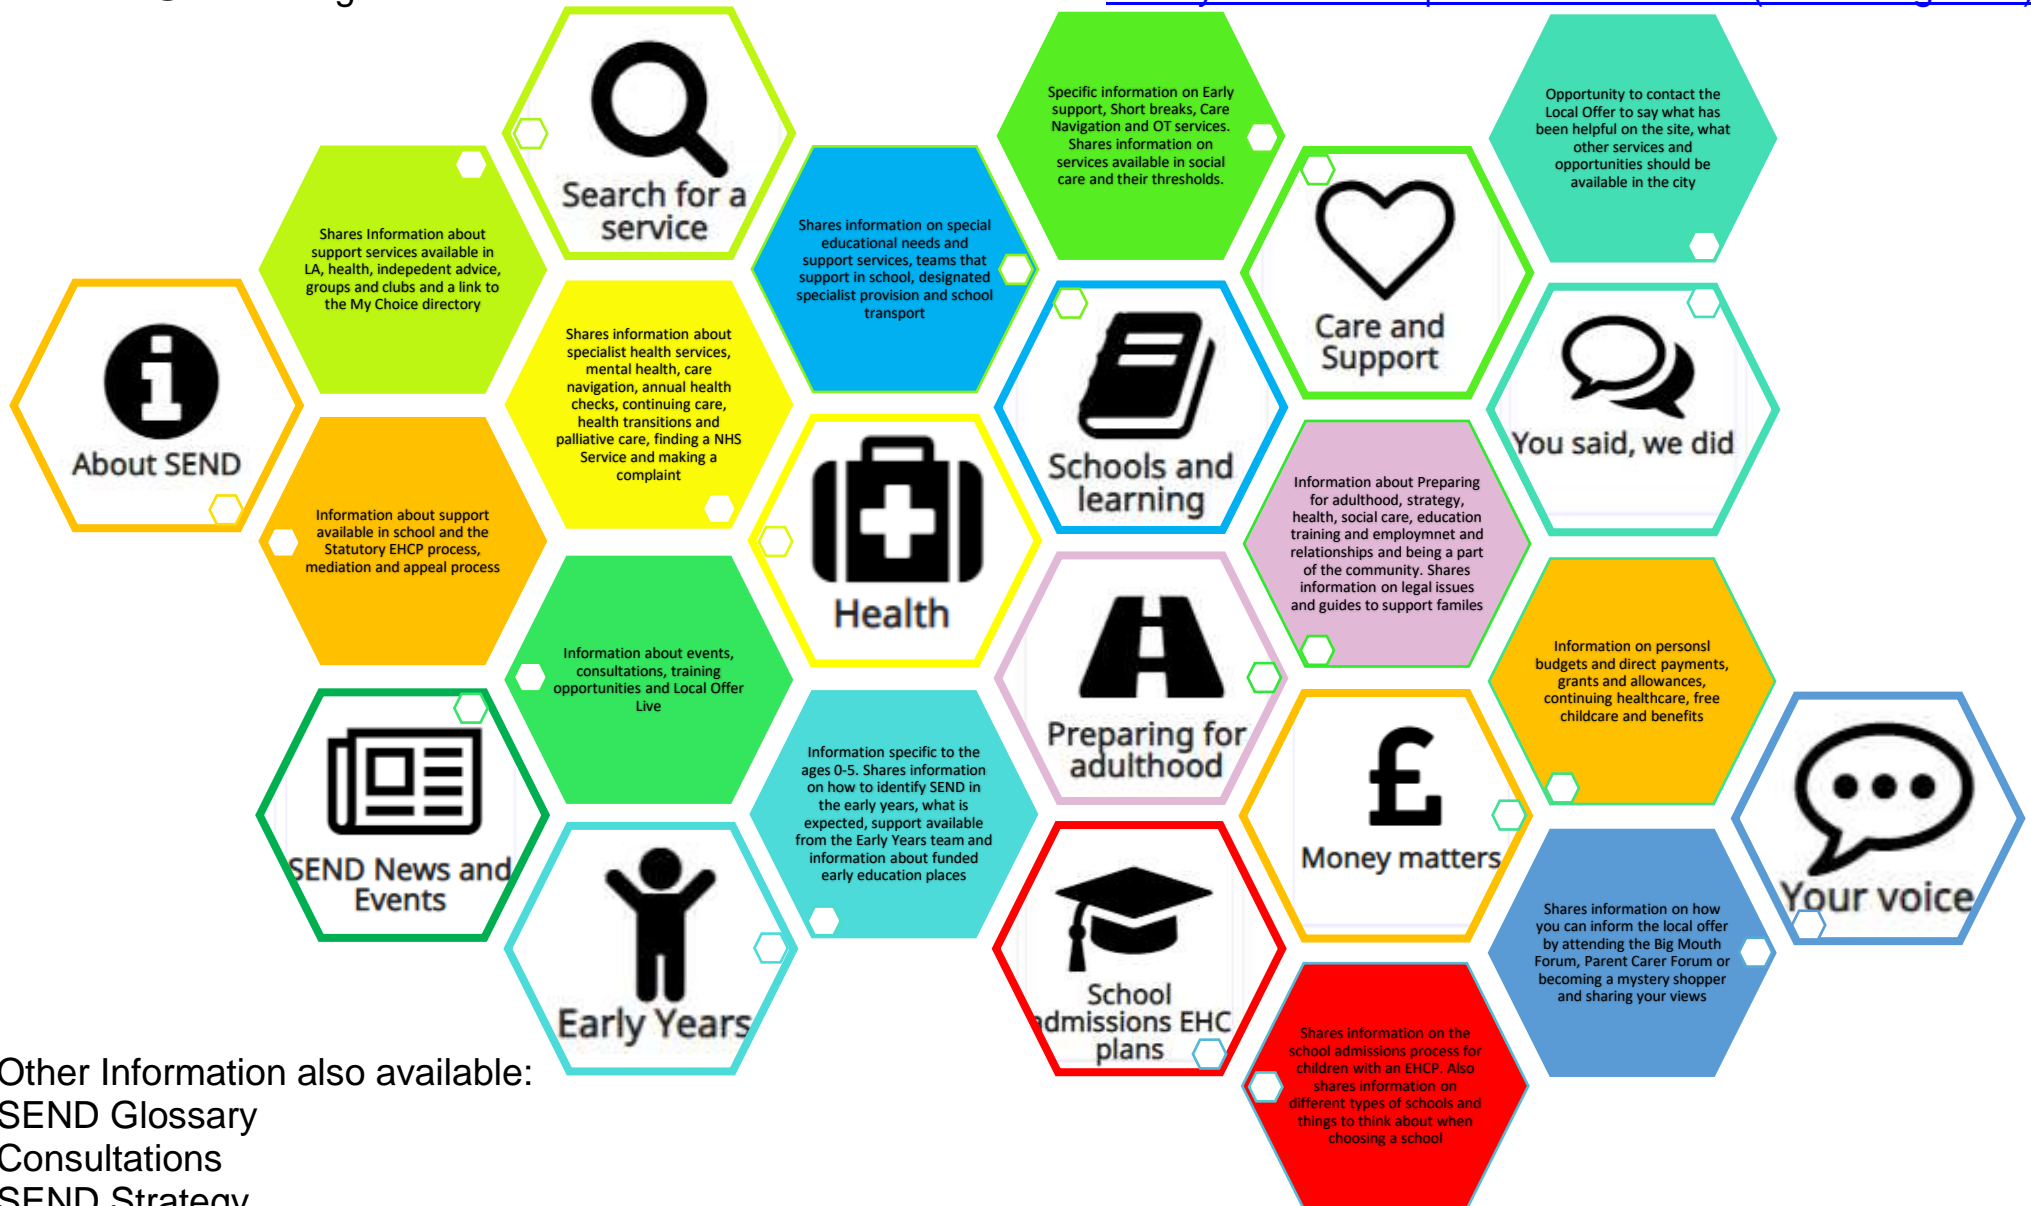 Search for a
service
Specific information on Early
support, Short breaks, Care
Navigation and OT services.
Shares information on
services available in social
care and their thresholds.
Opportunity to contact the
Local Offer to say what has
been helpful on the site, what
other services and
opportunities should be
available in the city
Shares Information about
support services available in
LA, health, indepedent advice,
groups and clubs and a link to
the My Choice directory
Shares information on special
educational needs and
support services, teams that
support in school, designated
specialist provision and school
transport
Care and
Support
About SEND
Shares information about
specialist health services,
mental health, care
navigation, annual health
checks, continuing care,
health transitions and
palliative care, finding a NHS
Service and making a
complaint
Schools and
learning
You said, we did
Information about support
available in school and the
Statutory EHCP process,
mediation and appeal process
Health
Information about Preparing
for adulthood, strategy,
health, social care, education
training and employmnet and
relationships and being a part
of the community. Shares
information on legal issues
and guides to support familes
Information about events,
consultations, training
opportunities and Local Offer
Live
Preparing for
adulthood
Information on personsl
budgets and direct payments,
grants and allowances,
continuing healthcare, free
childcare and benefits
SEND News and
Events
Information specific to the
ages 0-5. Shares information
on how to identify SEND in
the early years, what is
expected, support available
from the Early Years team and
information about funded
early education places
£
Money matters
Your voice
Early Years
School
admissions EHC
plans
Shares information on how
you can inform the local offer
by attending the Big Mouth
Forum, Parent Carer Forum or
becoming a mystery shopper
and sharing your views
Shares information on the
school admissions process for
children with an EHCP. Also
shares information on
different types of schools and
things to think about when
choosing a school
Other Information also available:
SEND Glossary
Consultations
SEND Strategy